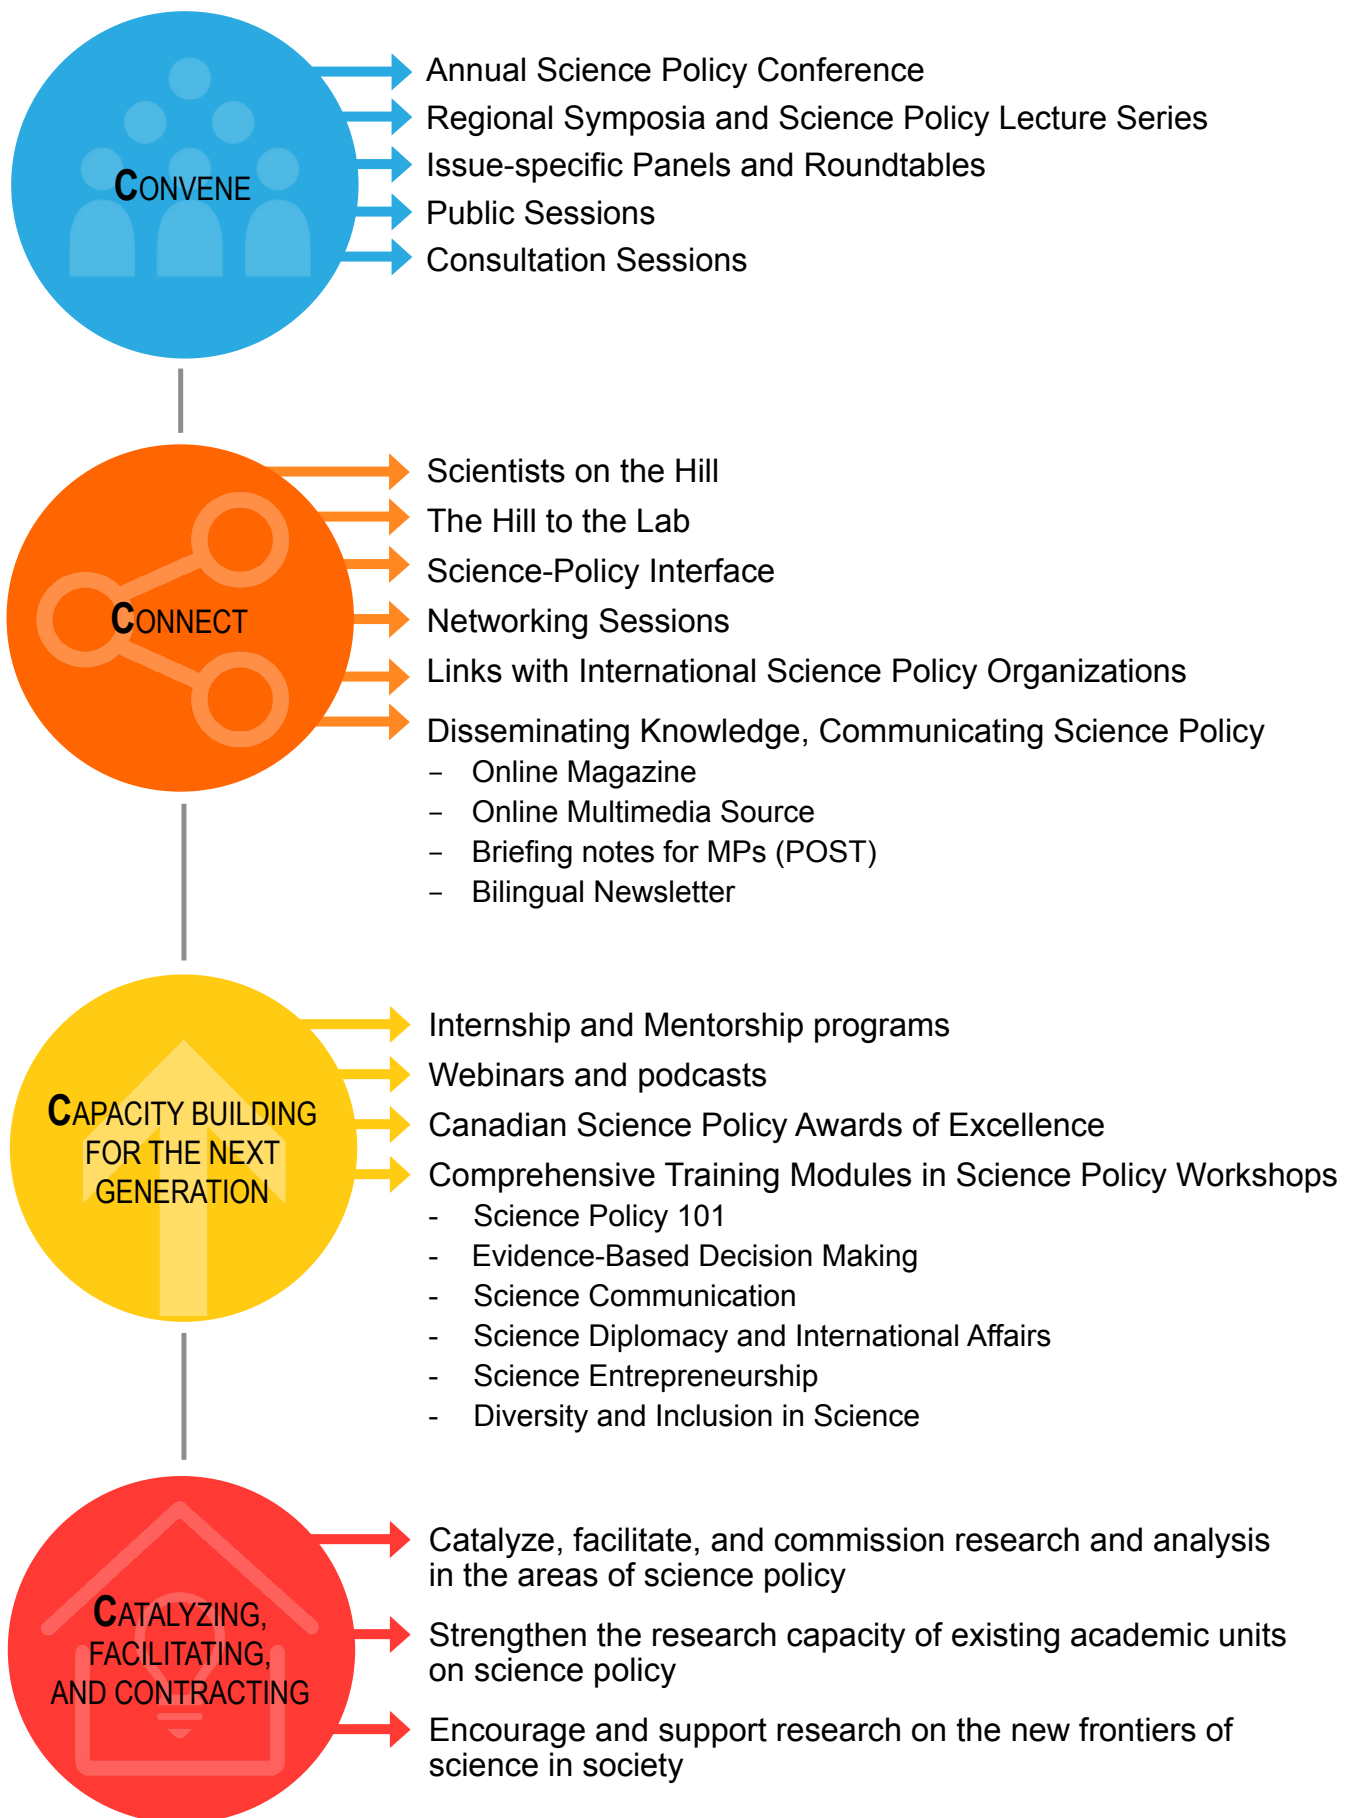 CONVENE
Annual Science Policy Conference
Regional Symposia and Science Policy Lecture Series
Issue-specific Panels and Roundtables
Public Sessions
Consultation Sessions
CONNECT
Scientists on the Hill
The Hill to the Lab
Science-Policy Interface
Networking Sessions
Links with International Science Policy Organizations
Disseminating Knowledge, Communicating Science Policy
– Online Magazine
– Online Multimedia Source
– Briefing notes for MPs (POST)
– Bilingual Newsletter
CAPACITY BUILDING
FOR THE NEXT
GENERATION
Internship and Mentorship programs
Webinars and podcasts
Canadian Science Policy Awards of Excellence
Comprehensive Training Modules in Science Policy Workshops
- Science Policy 101
- Evidence-Based Decision Making
- Science Communication
- Science Diplomacy and International Affairs
- Science Entrepreneurship
- Diversity and Inclusion in Science
CATALYZING,
FACILITATING,
AND CONTRACTING
Catalyze, facilitate, and commission research and analysis
in the areas of science policy
Strengthen the research capacity of existing academic units
on science policy
Encourage and support research on the new frontiers of
science in society